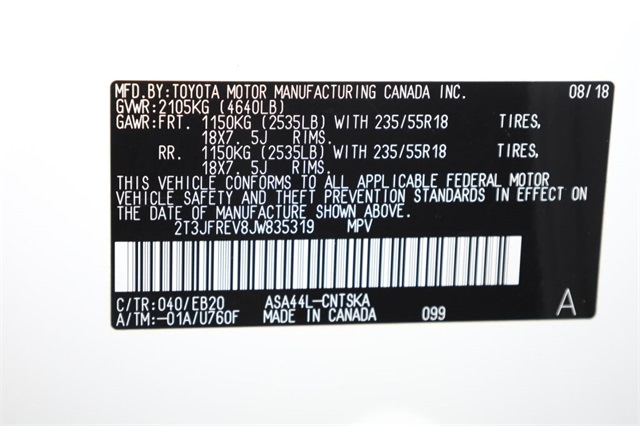 MFD.BY:TOYOTA MOTOR MANUFACTURING CANADA INC. 08/18
GVWR:2105KG (4640LB)
GAWR:FRT. 1150KG (2535LB) WITH 235/55R18 TIRES,
18X7.5J RIMS.
RR. 1150KG (2535LB) WITH 235/55R18 TIRES,
18X7.5J RIMS.
THIS VEHICLE CONFORMS TO ALL APPLICABLE FEDERAL MOTOR
VEHICLE SAFETY AND THEFT PREVENTION STANDARDS IN EFFECT ON
THE DATE OF MANUFACTURE SHOWN ABOVE.
2T3JFREV8JW835319 MPV
C/TR:040/EB20 ASA44L-CNTSKA
A/TM:-01A/U760F MADE IN CANADA 099 A